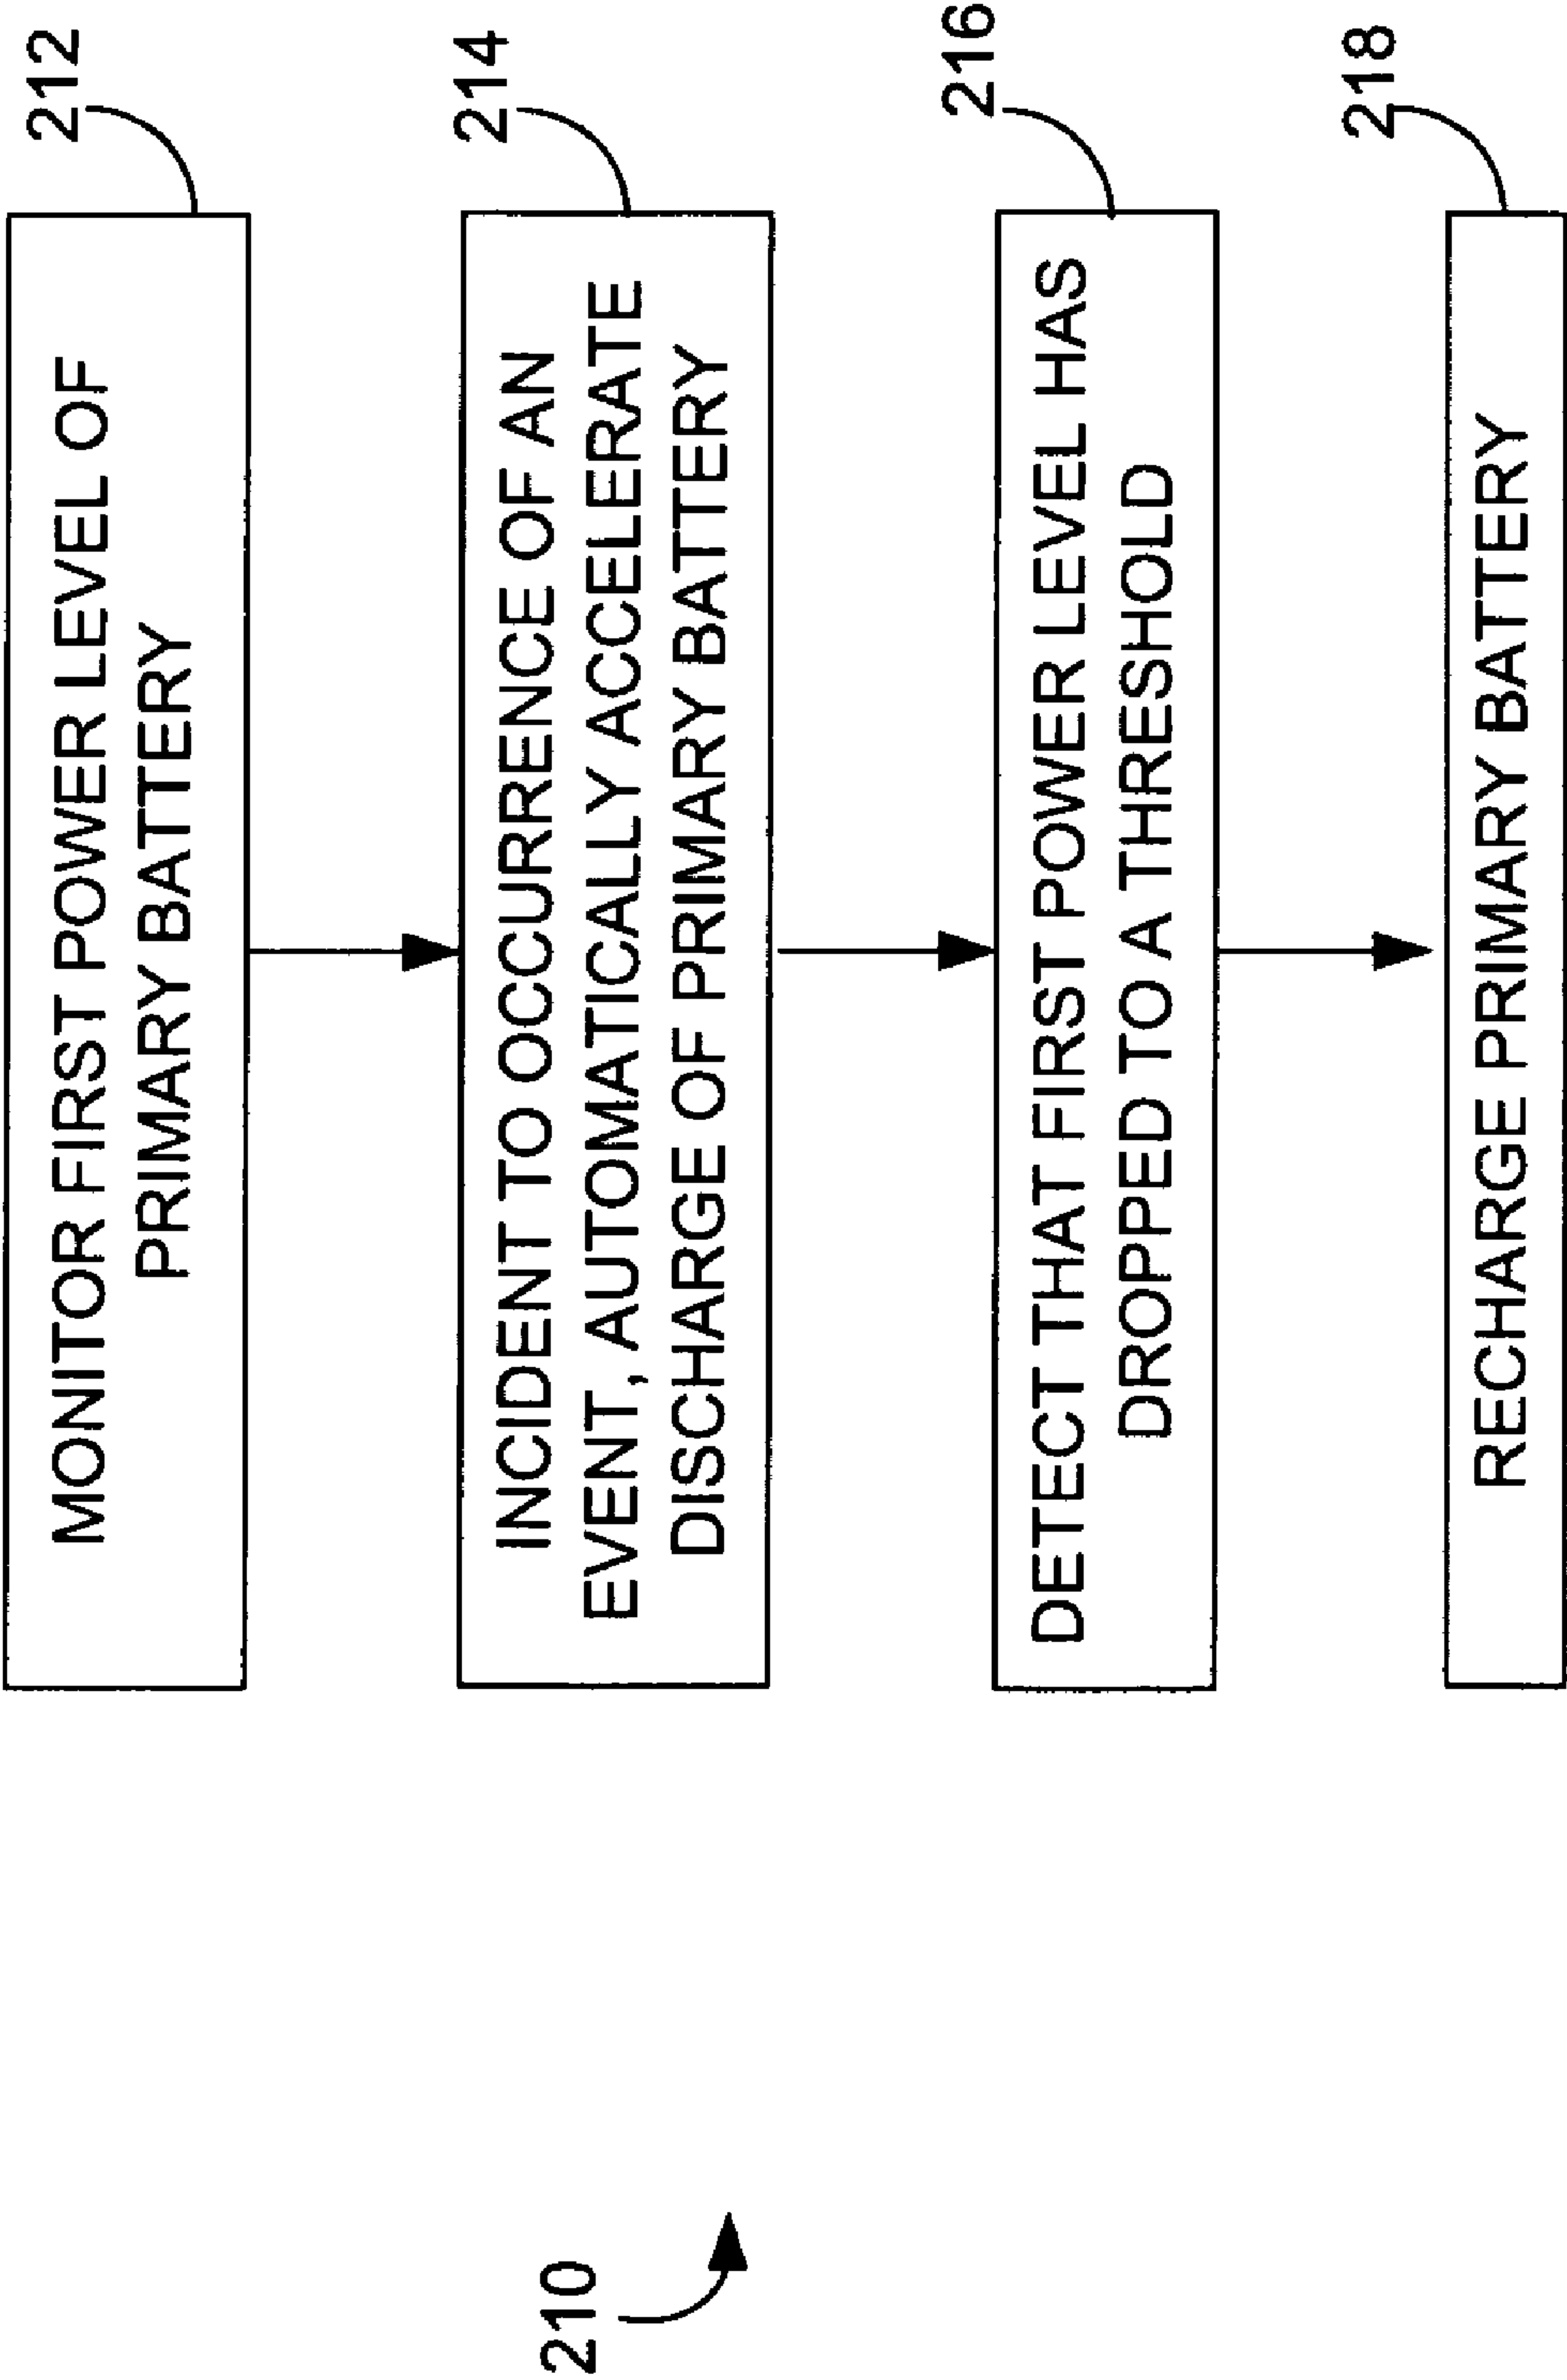 210
212
MONITOR FIRST POWER LEVEL OF
PRIMARY BATTERY
214
INCIDENT TO OCCURRENCE OF AN
EVENT, AUTOMATICALLY ACCELERATE
DISCHARGE OF PRIMARY BATTERY
216
DETECT THAT FIRST POWER LEVEL HAS
DROPPED TO A THRESHOLD
218
RECHARGE PRIMARY BATTERY